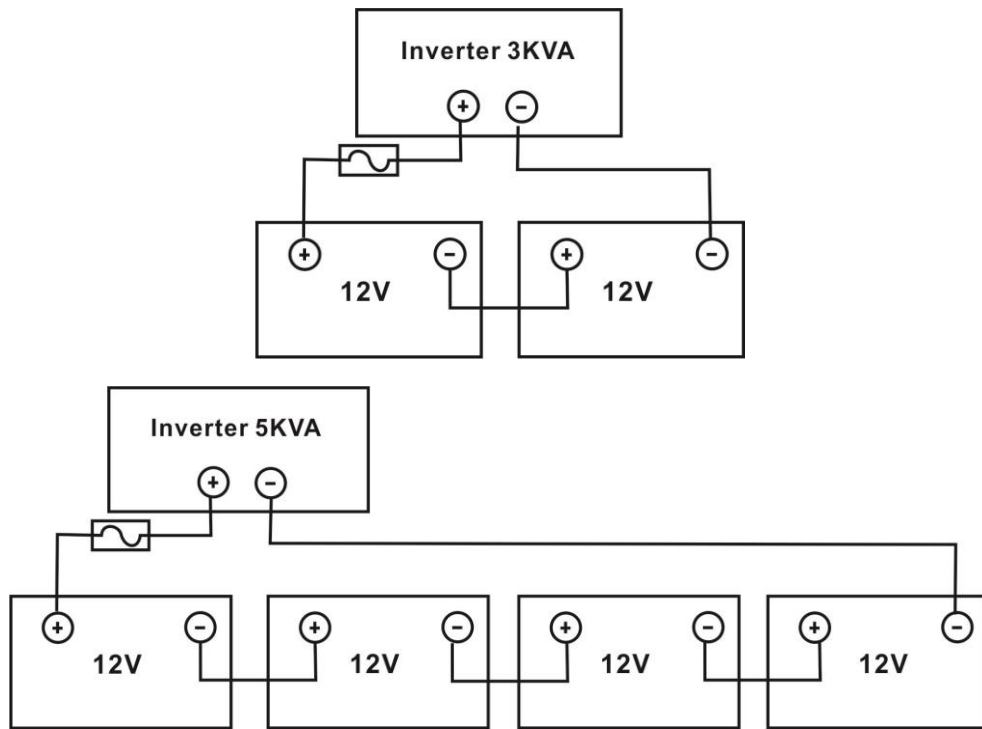 Inverter 3KVA
+ −
+ − + −
12V 12V
Inverter 5KVA
+ −
+ − + − + − + −
12V 12V 12V 12V